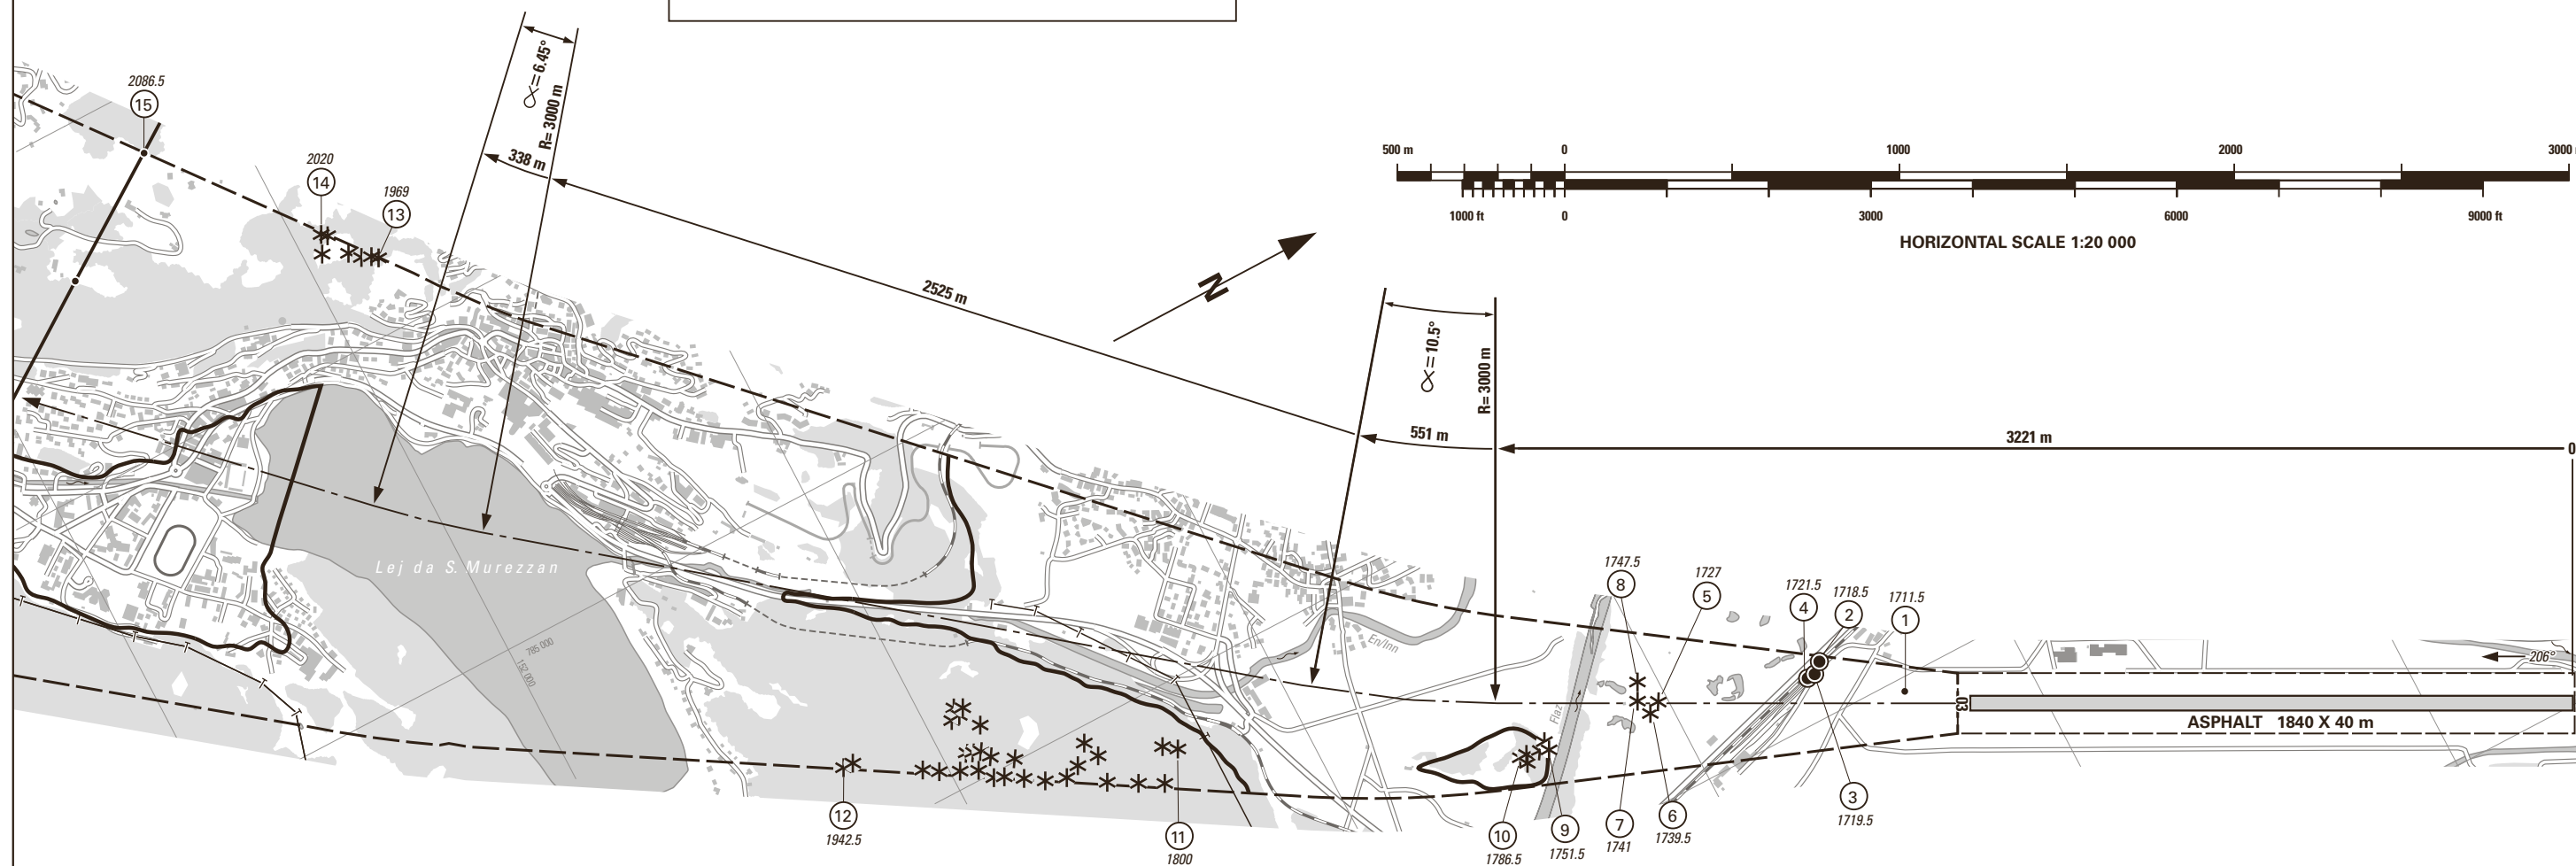 2086.5
15
2020
14
1969
13
∝= 6.45°
R= 3000 m
338 m
2525 m
N
500 m 0 1000 2000 3000
1000 ft 0 3000 6000 9000 ft
HORIZONTAL SCALE 1:20 000
∝= 10.5°
R= 3000 m
551 m
3221 m
0
Lej da S. Murezzan
785 000
152 000
En/Inn
Flaz
1747.5
8
1727
5
1721.5
4
1718.5
2
1711.5
1
206°
03
ASPHALT 1840 X 40 m
12
1942.5
11
1800
10
1786.5
9
1751.5
7
1741
6
1739.5
3
1719.5